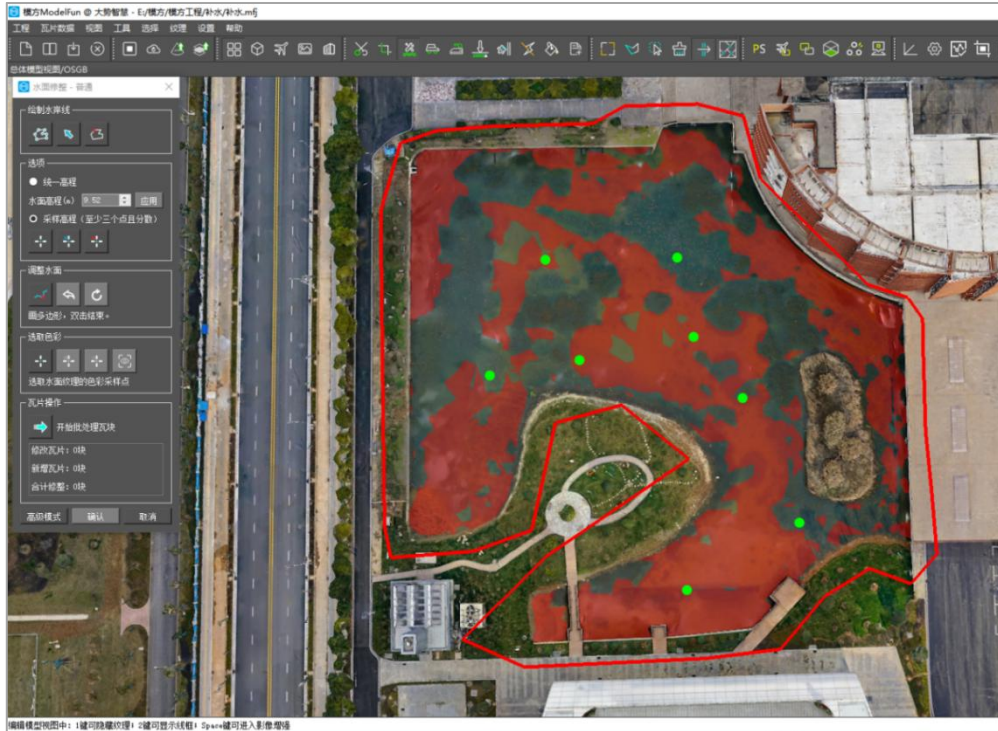 模方ModelFun @ 大势智慧 - E:/模方/模方工程/补水/补水.mfj
工程 瓦片数据 视图 工具 选择 纹理 设置 帮助
PS
总体模型视图/OSGB
水面修整 - 普通
绘制水岸线
选项
统一高程
水面高程(m) 9.52 应用
采样高程（至少三个点且分散）
调整水面
画多边形，双击结束。
选取色彩
选取水面纹理的色彩采样点
瓦片操作
开始批处理瓦块
修改瓦片：0块
新增瓦片：0块
合计修整：0块
高级模式 确认 取消
编辑模型视图中：1键可隐藏纹理；2键可显示线框；Space键可进入影像增强